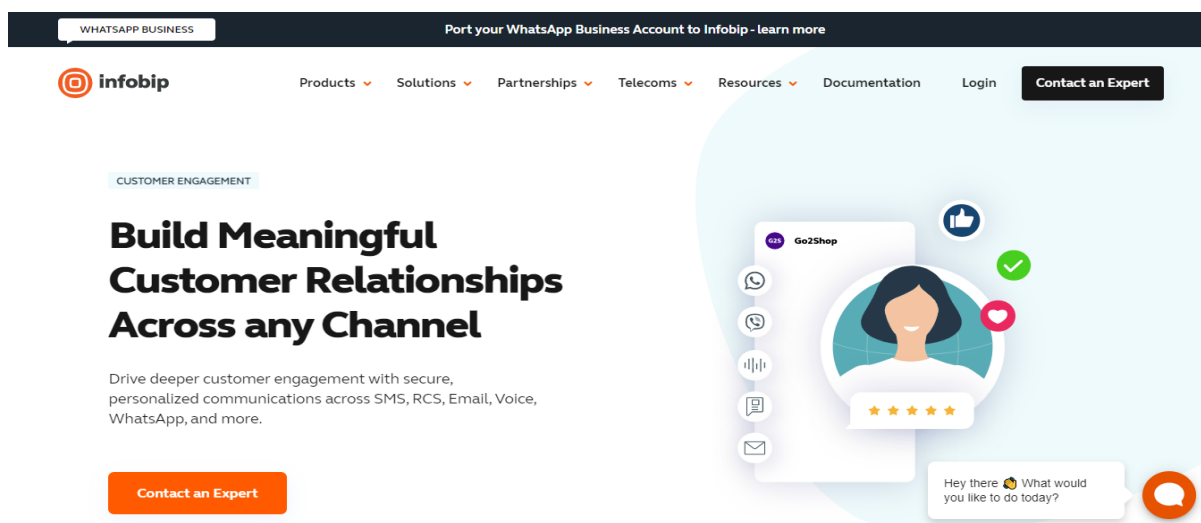 WHATSAPP BUSINESS
Port your WhatsApp Business Account to Infobip - learn more
infobip
Products
Solutions
Partnerships
Telecoms
Resources
Documentation
Login
Contact an Expert
CUSTOMER ENGAGEMENT
Build Meaningful
Customer Relationships
Across any Channel
Drive deeper customer engagement with secure,
personalized communications across SMS, RCS, Email, Voice,
WhatsApp, and more.
Contact an Expert
G2S
Go2Shop
Hey there 👋 What would
you like to do today?